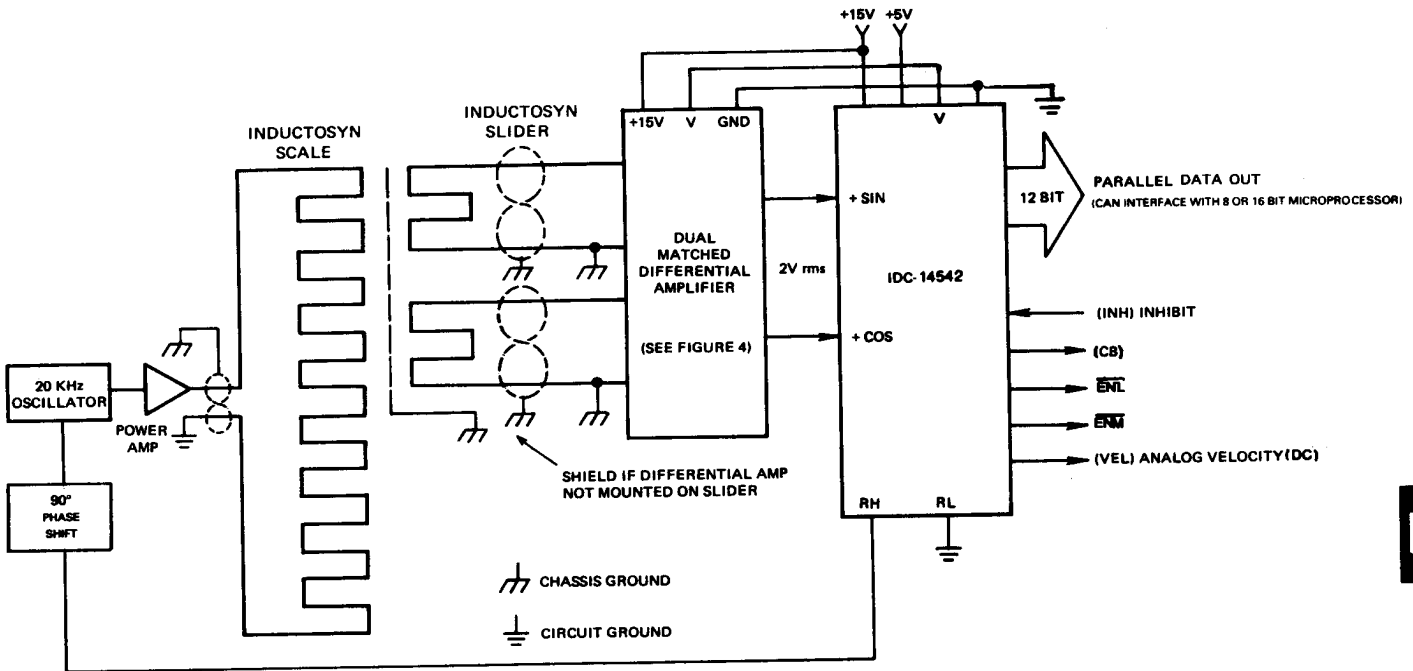 +15V +5V
INDUCTOSYN
SCALE
INDUCTOSYN
SLIDER
+15V V GND
V
+ SIN
12 BIT
PARALLEL DATA OUT
(CAN INTERFACE WITH 8 OR 16 BIT MICROPROCESSOR)
DUAL
MATCHED
DIFFERENTIAL
AMPLIFIER
(SEE FIGURE 4)
2V rms
IDC-14542
+ COS
(INH) INHIBIT
(CB)
ENL
ENM
(VEL) ANALOG VELOCITY (DC)
20 KHz
OSCILLATOR
POWER
AMP
90°
PHASE
SHIFT
SHIELD IF DIFFERENTIAL AMP
NOT MOUNTED ON SLIDER
RH RL
CHASSIS GROUND
CIRCUIT GROUND